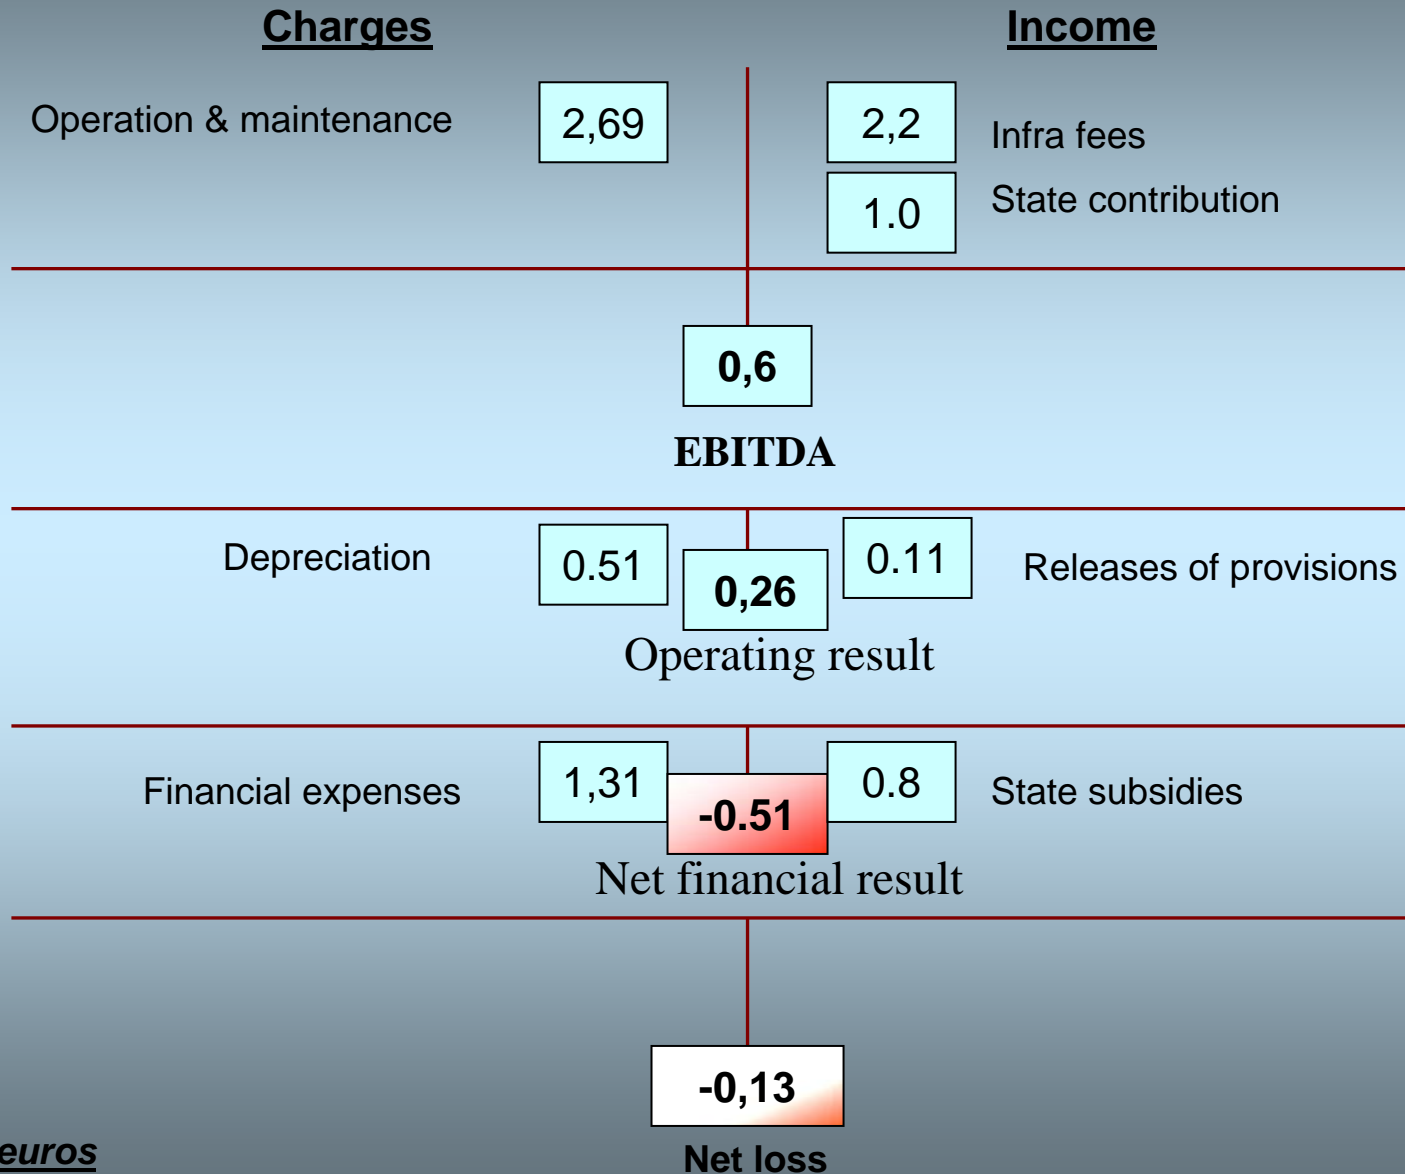 Charges
Income
Operation & maintenance
2,69
2,2
Infra fees
1.0
State contribution
0,6
EBITDA
Depreciation
0.51
0,26
0.11
Releases of provisions
Operating result
Financial expenses
1,31
-0.51
0.8
State subsidies
Net financial result
-0,13
euros
Net loss